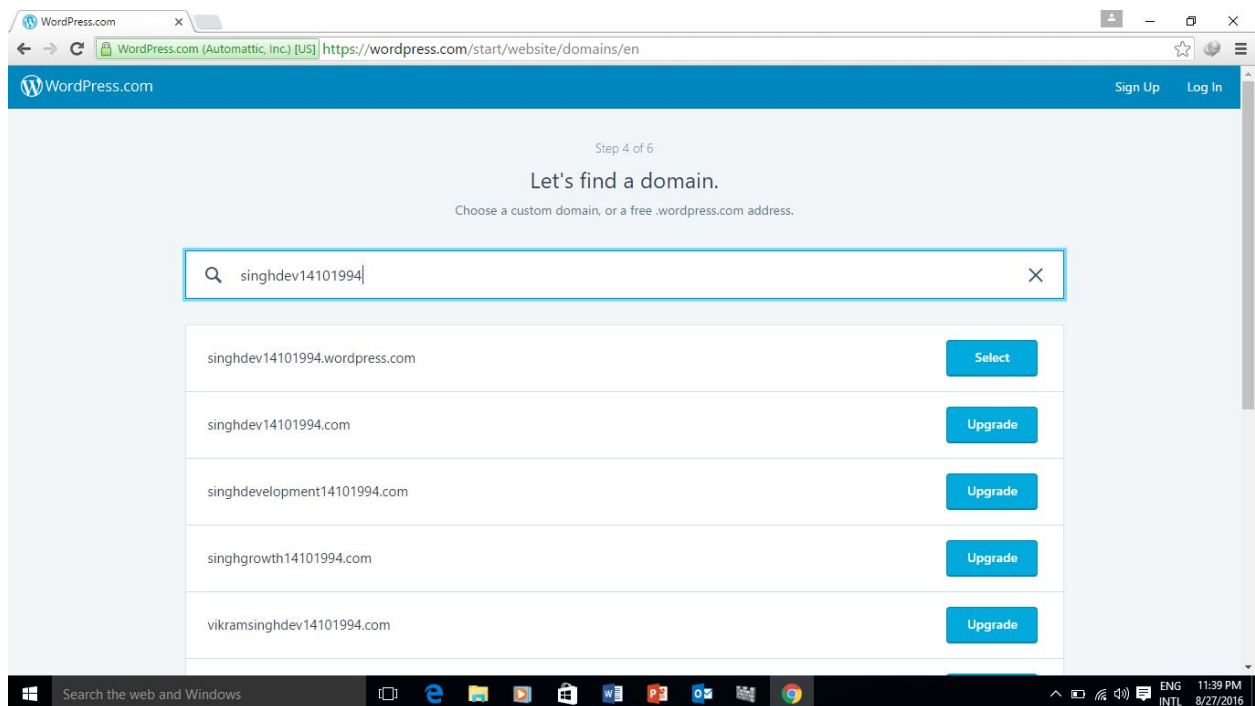 WordPress.com
WordPress.com (Automattic, Inc.) [US] https://wordpress.com/start/website/domains/en
WordPress.com Sign Up Log In
Step 4 of 6
Let's find a domain.
Choose a custom domain, or a free .wordpress.com address.
singhdev14101994
singhdev14101994.wordpress.com Select
singhdev14101994.com Upgrade
singhdevelopment14101994.com Upgrade
singhgrowth14101994.com Upgrade
vikramsinghdev14101994.com Upgrade
Search the web and Windows
ENG 11:39 PM
INTL 8/27/2016